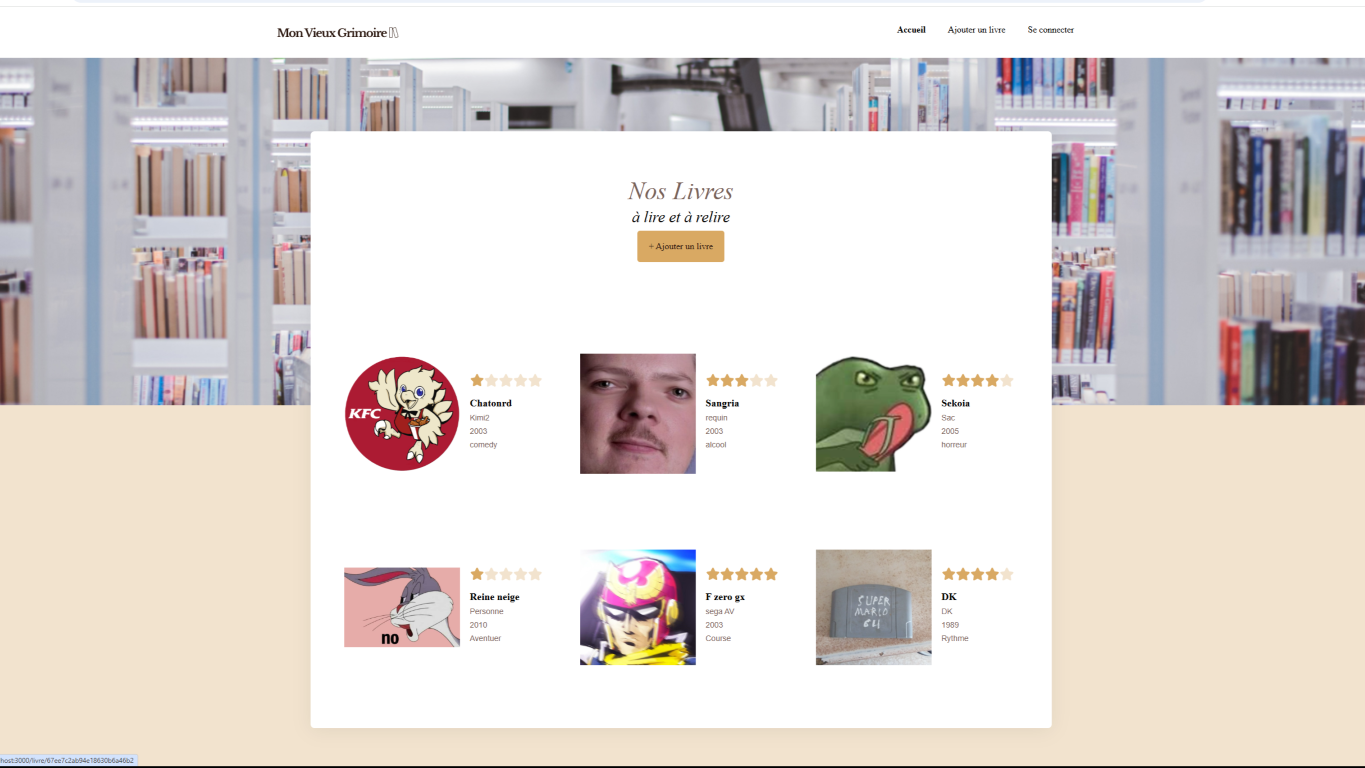 Mon Vieux Grimoire
Accueil
Ajouter un livre
Se connecter
Nos Livres
à lire et à relire
+ Ajouter un livre
KFC
Chatonrd
Kimi2
2003
comedy
Sangria
requin
2003
alcool
Sekoia
Sac
2005
horreur
no
Reine neige
Personne
2010
Aventuer
F zero gx
sega AV
2003
Course
SUPER
MARIO
64
DK
DK
1989
Rythme
host:3000/livre/67ee7c2ab94e18630b6a46b2